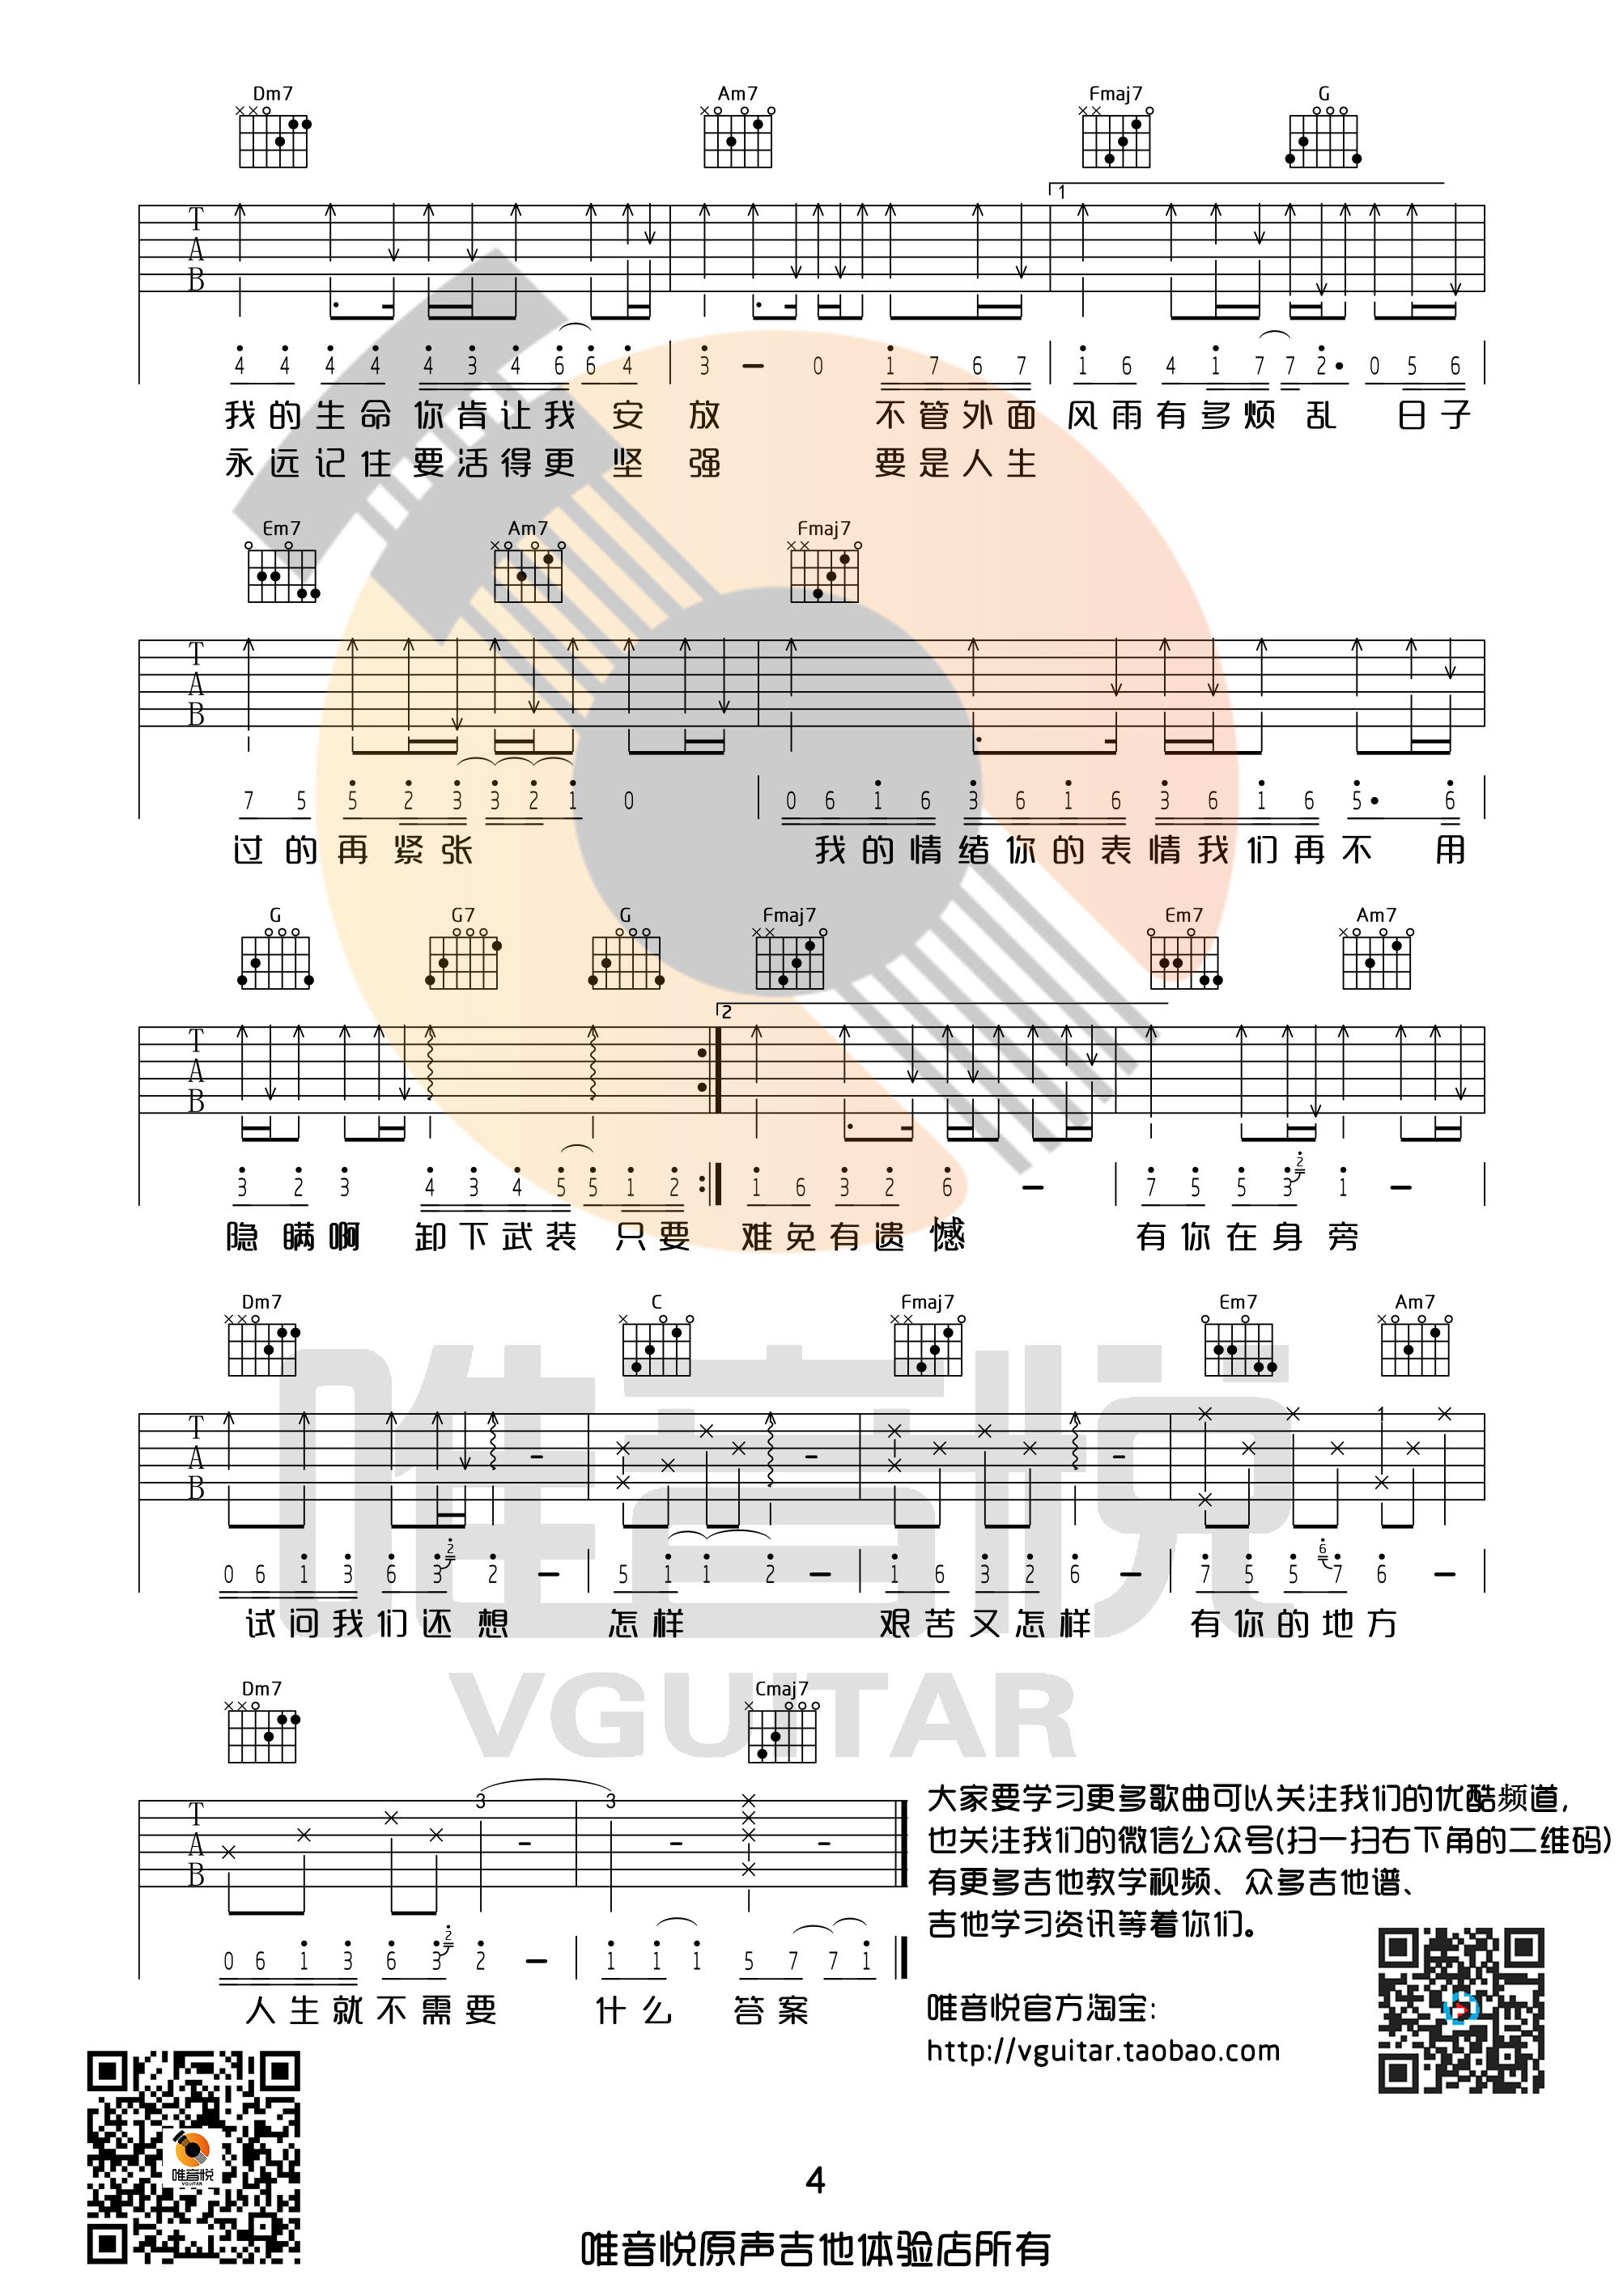 Dm7 Am7 Fmaj7 G
1
T
A
B
4 4 4 4 4 3 4 6 6 4 3 – 0 1 7 6 7 1 6 4 1 7 7 2 • 0 5 6
我的生命你肯让我安放 不管外面风雨有多烦乱 日子
永远记住要活得更坚强 要是人生
Em7 Am7 Fmaj7
T
A
B
7 5 5 2 3 3 2 1 0 0 6 1 6 3 6 1 6 3 6 1 6 5 • 6
过的再紧张 我的情绪你的表情我们再不用
G G7 G Fmaj7 Em7 Am7
2
T
A
B
3 2 3 4 3 4 5 5 1 2 1 6 3 2 6 – 7 5 5 3 2 1 –
隐瞒啊 卸下武装只要难免有遗憾 有你在身旁
Dm7 C Fmaj7 Em7 Am7
T
A
B
1
0 6 1 3 6 3 2 2 – 5 1 1 2 – 1 6 3 2 6 – 7 5 5 6 7 6 –
试问我们还想 怎样 艰苦又怎样 有你的地方
Dm7 Cmaj7
T
A
B
3 3
0 6 1 3 6 3 2 2 – 1 1 1 5 7 7 1
人生就不需要 什么 答案
大家要学习更多歌曲可以关注我们的优酷频道,
也关注我们的微信公众号(扫一扫右下角的二维码)
有更多吉他教学视频、众多吉他谱、
吉他学习资讯等着你们。
唯音悦官方淘宝:
http://vguitar.taobao.com
唯音悦
VGUITAR
唯音悦
VGUITAR
4
唯音悦原声吉他体验店所有